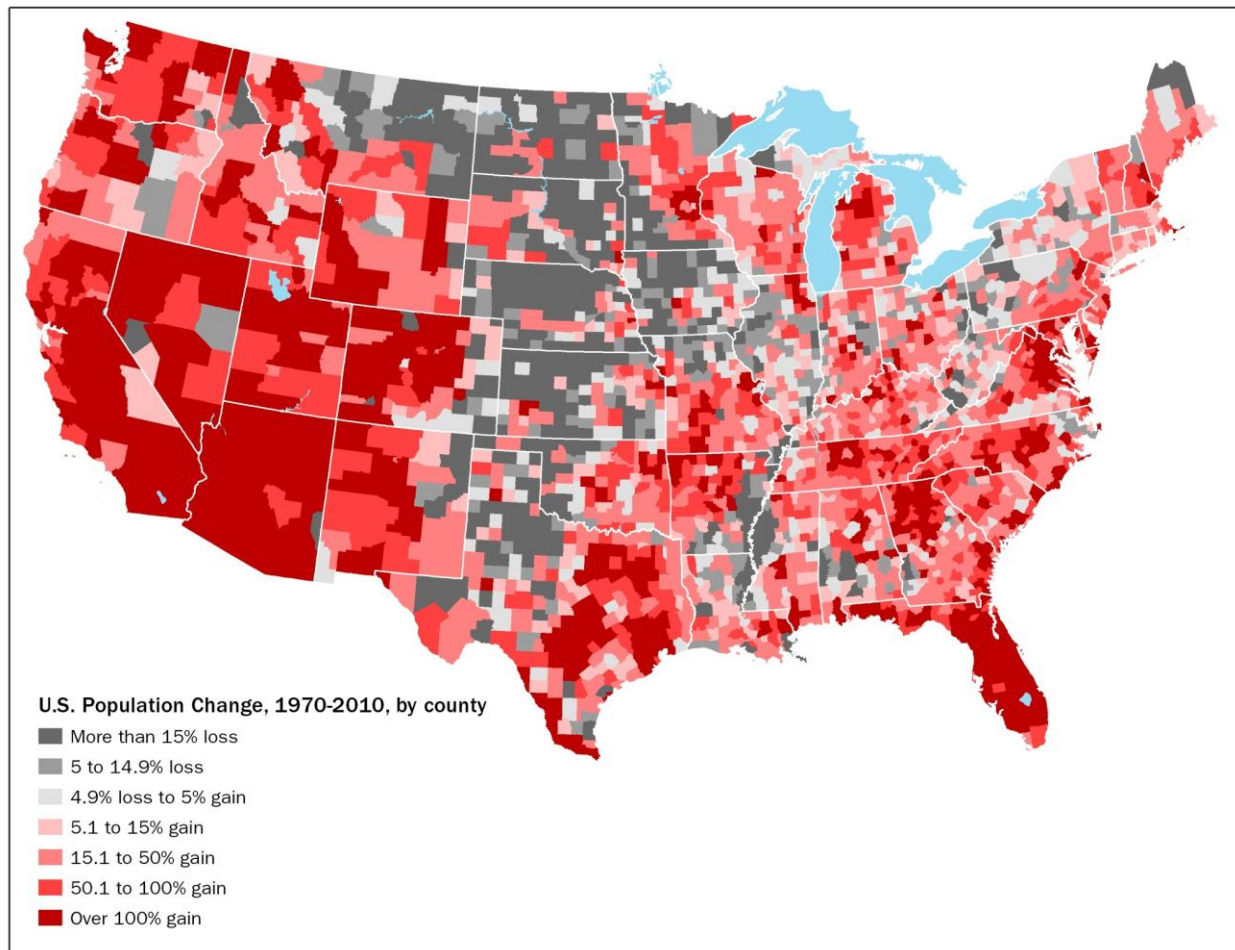 U.S. Population Change, 1970-2010, by county
More than 15% loss
5 to 14.9% loss
4.9% loss to 5% gain
5.1 to 15% gain
15.1 to 50% gain
50.1 to 100% gain
Over 100% gain